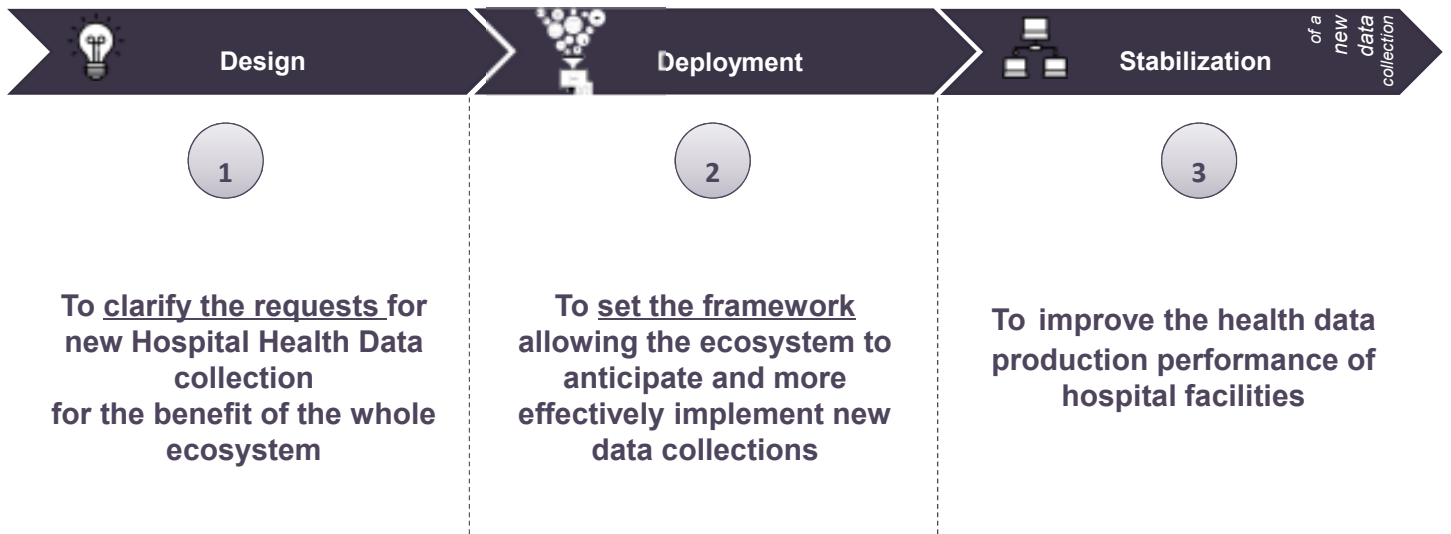 Design
Deployment
Stabilization
of a
new
data
collection
1
2
3
To clarify the requests for
new Hospital Health Data
collection
for the benefit of the whole
ecosystem
To set the framework
allowing the ecosystem to
anticipate and more
effectively implement new
data collections
To improve the health data
production performance of
hospital facilities